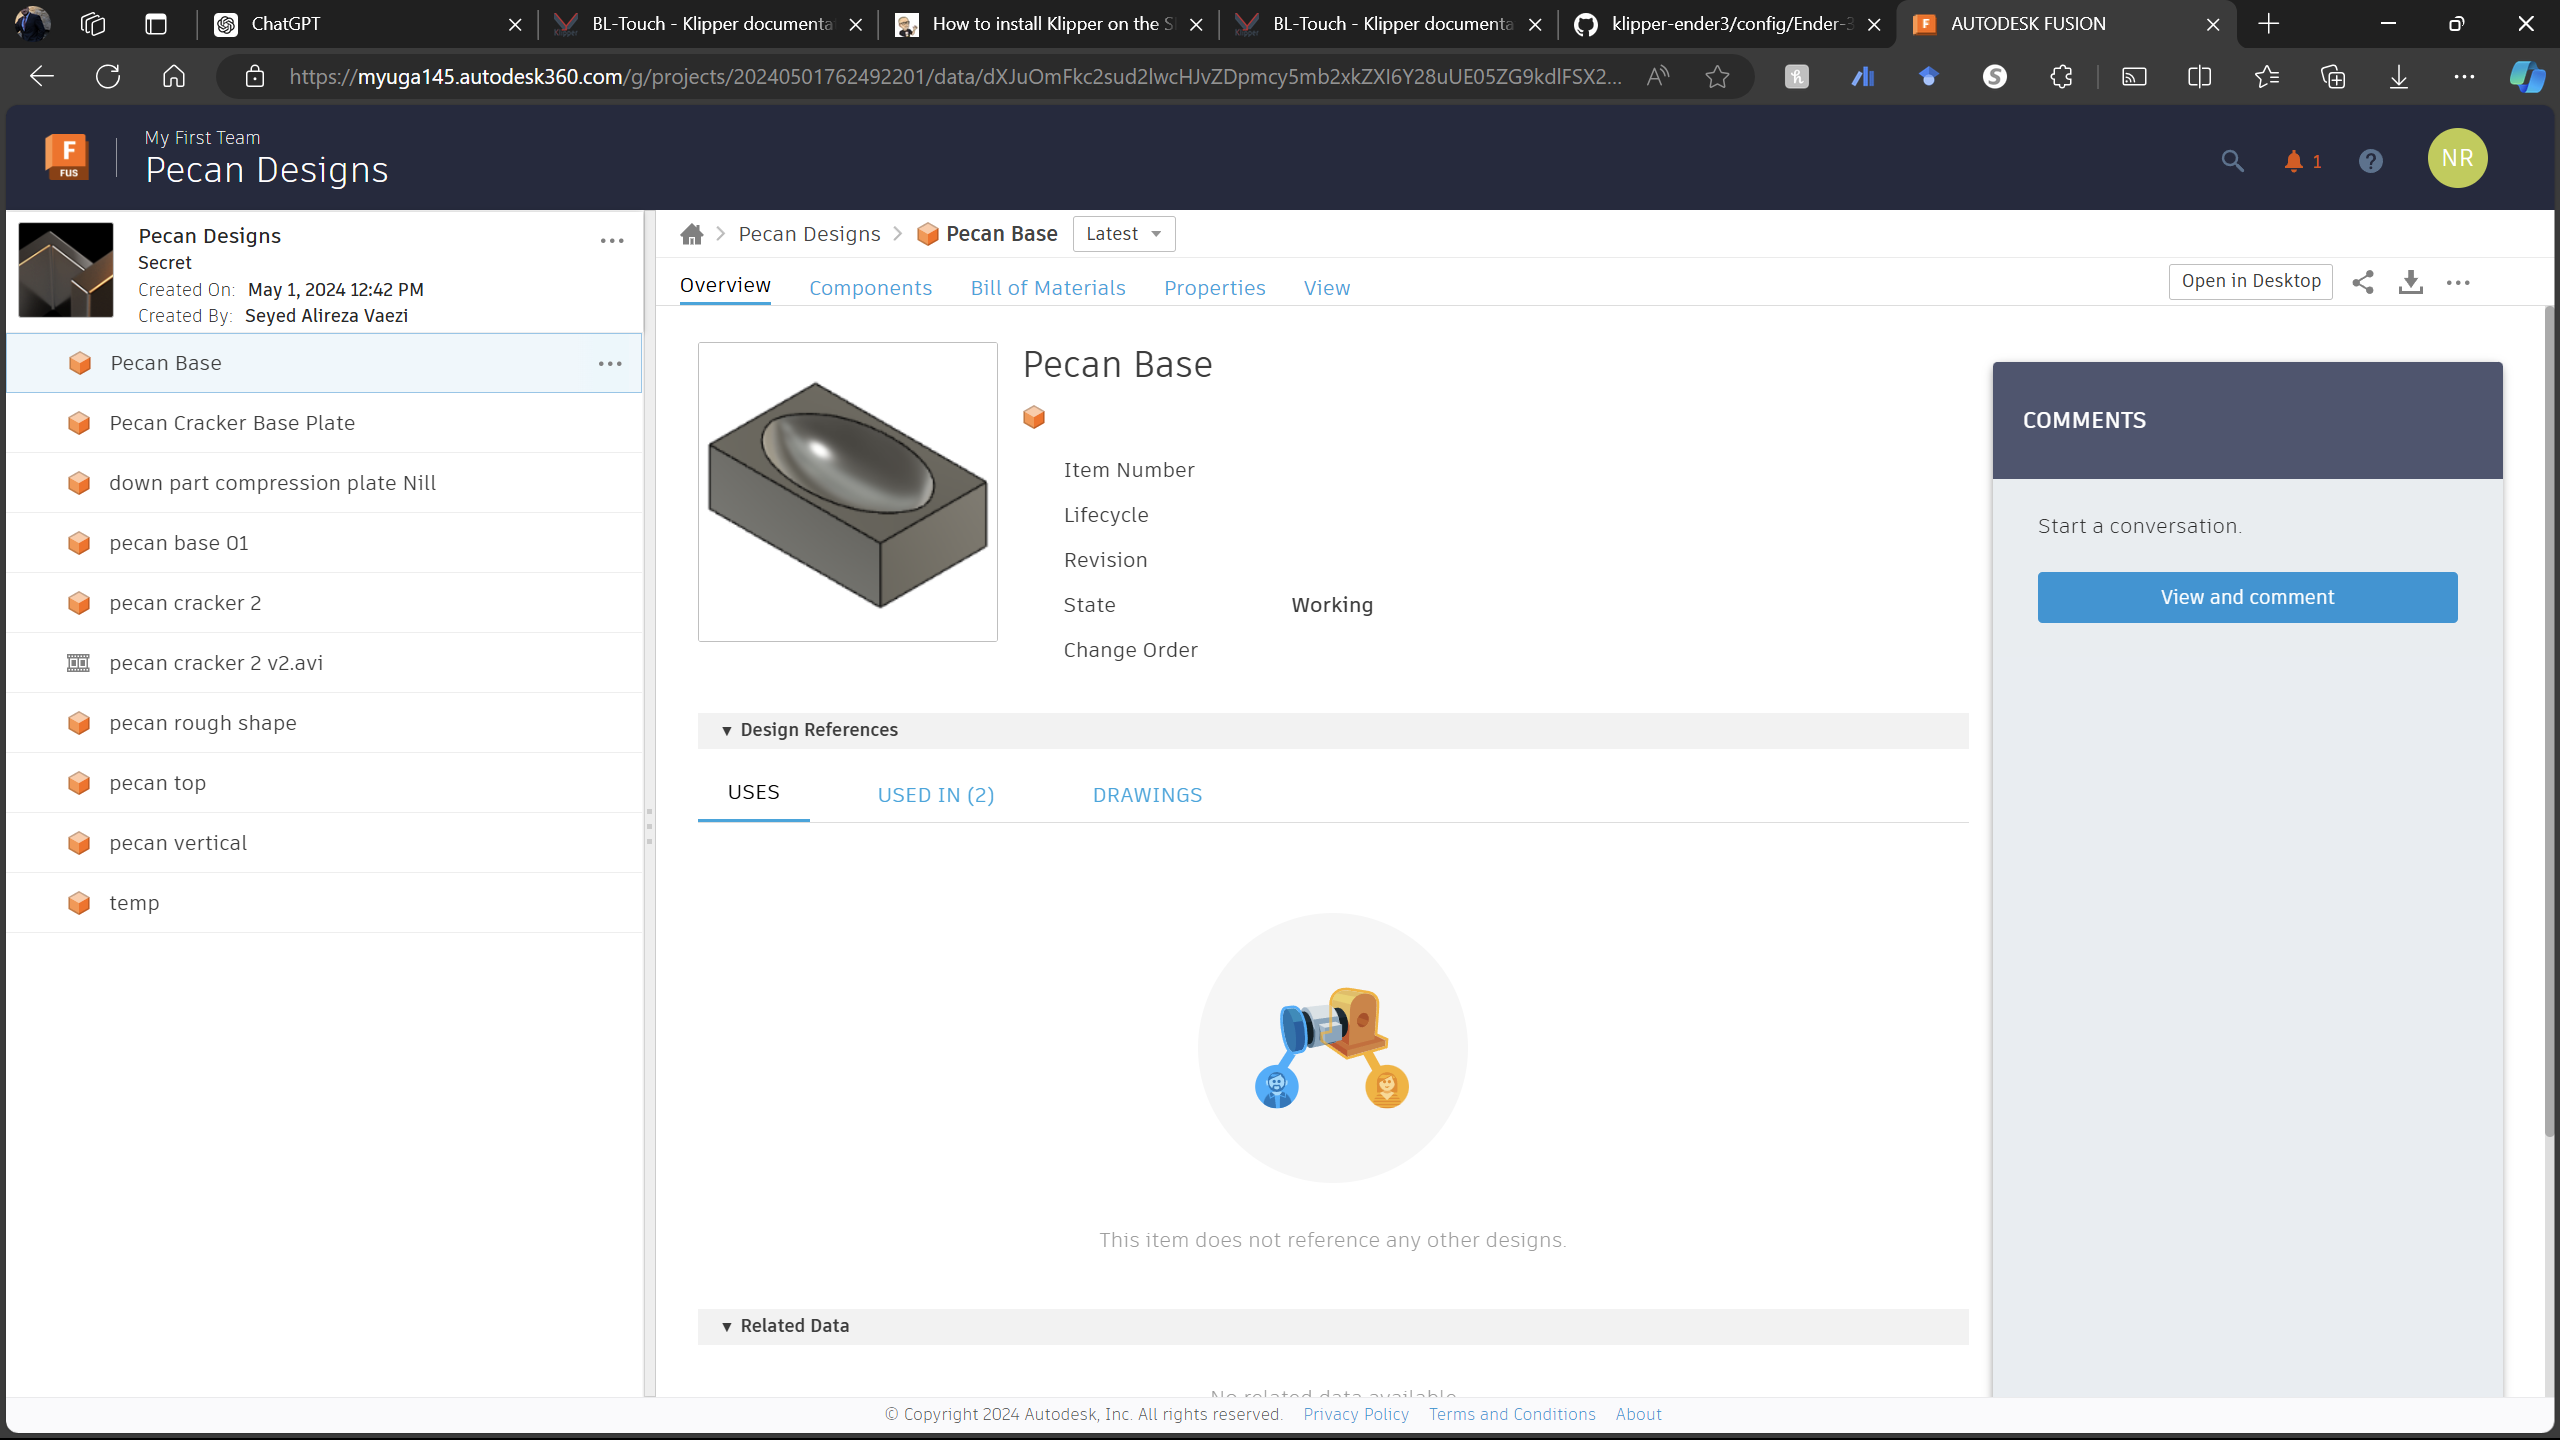 ChatGPT
BL-Touch - Klipper documenta
How to install Klipper on the S
BL-Touch - Klipper documenta
klipper-ender3/config/Ender-3
AUTODESK FUSION
https://myuga145.autodesk360.com/g/projects/20240501762492201/data/dXJuOmFkc2sud2lwcHJvZDpmcy5mb2xkZXI6Y28uUE05ZG9kdlFSX2...
F
FUS
My First Team
Pecan Designs
1
NR
Pecan Designs
Secret
Created On: May 1, 2024 12:42 PM
Created By: Seyed Alireza Vaezi
Pecan Base
Pecan Cracker Base Plate
down part compression plate Nill
pecan base 01
pecan cracker 2
pecan cracker 2 v2.avi
pecan rough shape
pecan top
pecan vertical
temp
Pecan Designs
Pecan Base
Latest
Overview
Components
Bill of Materials
Properties
View
Open in Desktop
Pecan Base
Item Number
Lifecycle
Revision
State Working
Change Order
COMMENTS
Start a conversation.
View and comment
Design References
USES
USED IN (2)
DRAWINGS
This item does not reference any other designs.
Related Data
No related data available
© Copyright 2024 Autodesk, Inc. All rights reserved. Privacy Policy Terms and Conditions About